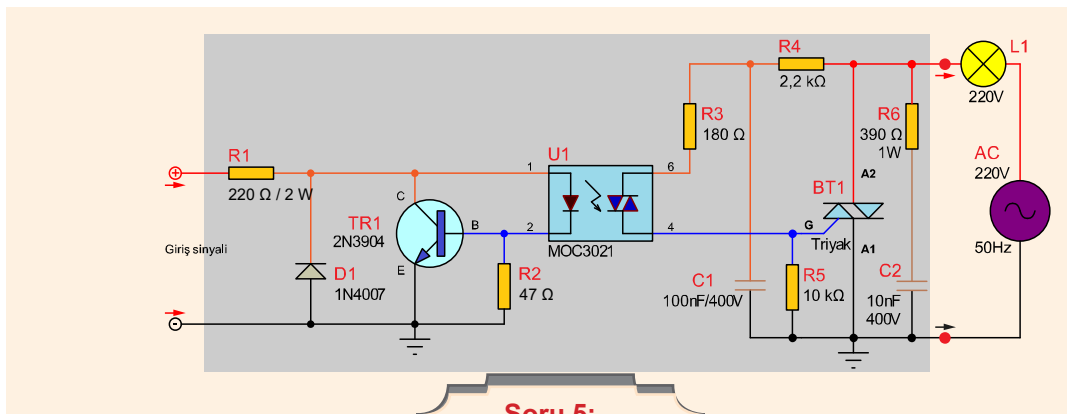 R4
2,2 kΩ
L1
220V
R3
180 Ω
R6
390 Ω
1W
AC
220V
50Hz
R1
220 Ω / 2 W
U1
1
6
2
4
MOC3021
A2
BT1
G
Triyak
A1
C
TR1
2N3904
B
E
Giriş sinyali
D1
1N4007
R2
47 Ω
C1
100nF/400V
R5
10 kΩ
C2
10nF
400V
Soru 5: